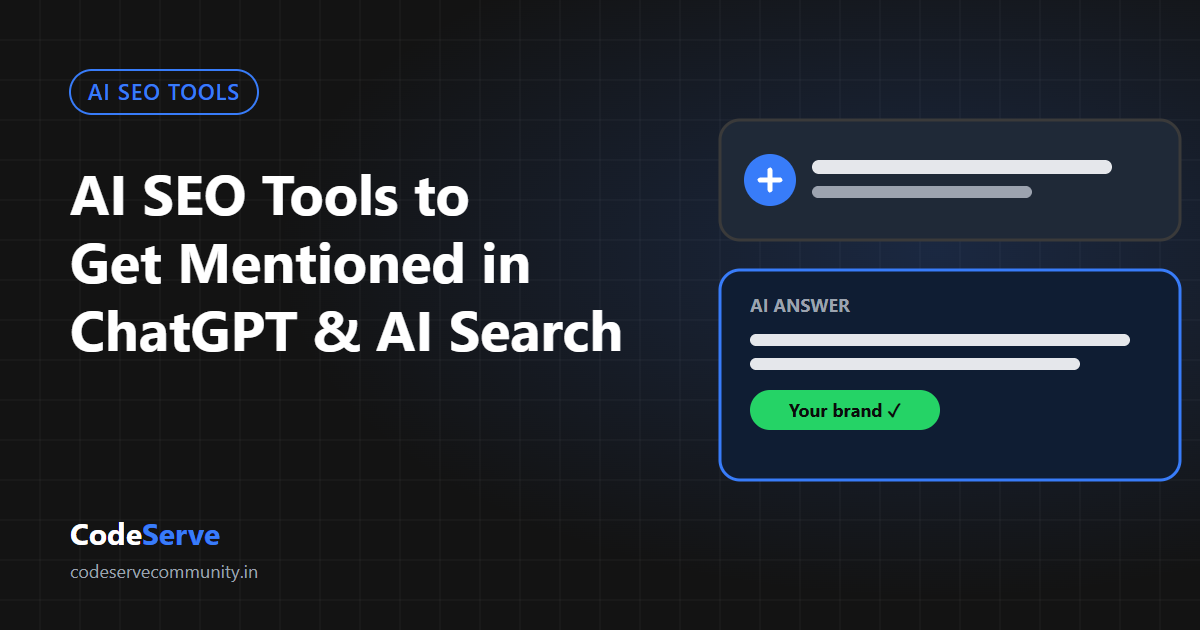 AI SEO TOOLS
AI SEO Tools to
Get Mentioned in
ChatGPT & AI Search
AI ANSWER
Your brand ✓
CodeServe
codeservecommunity.in